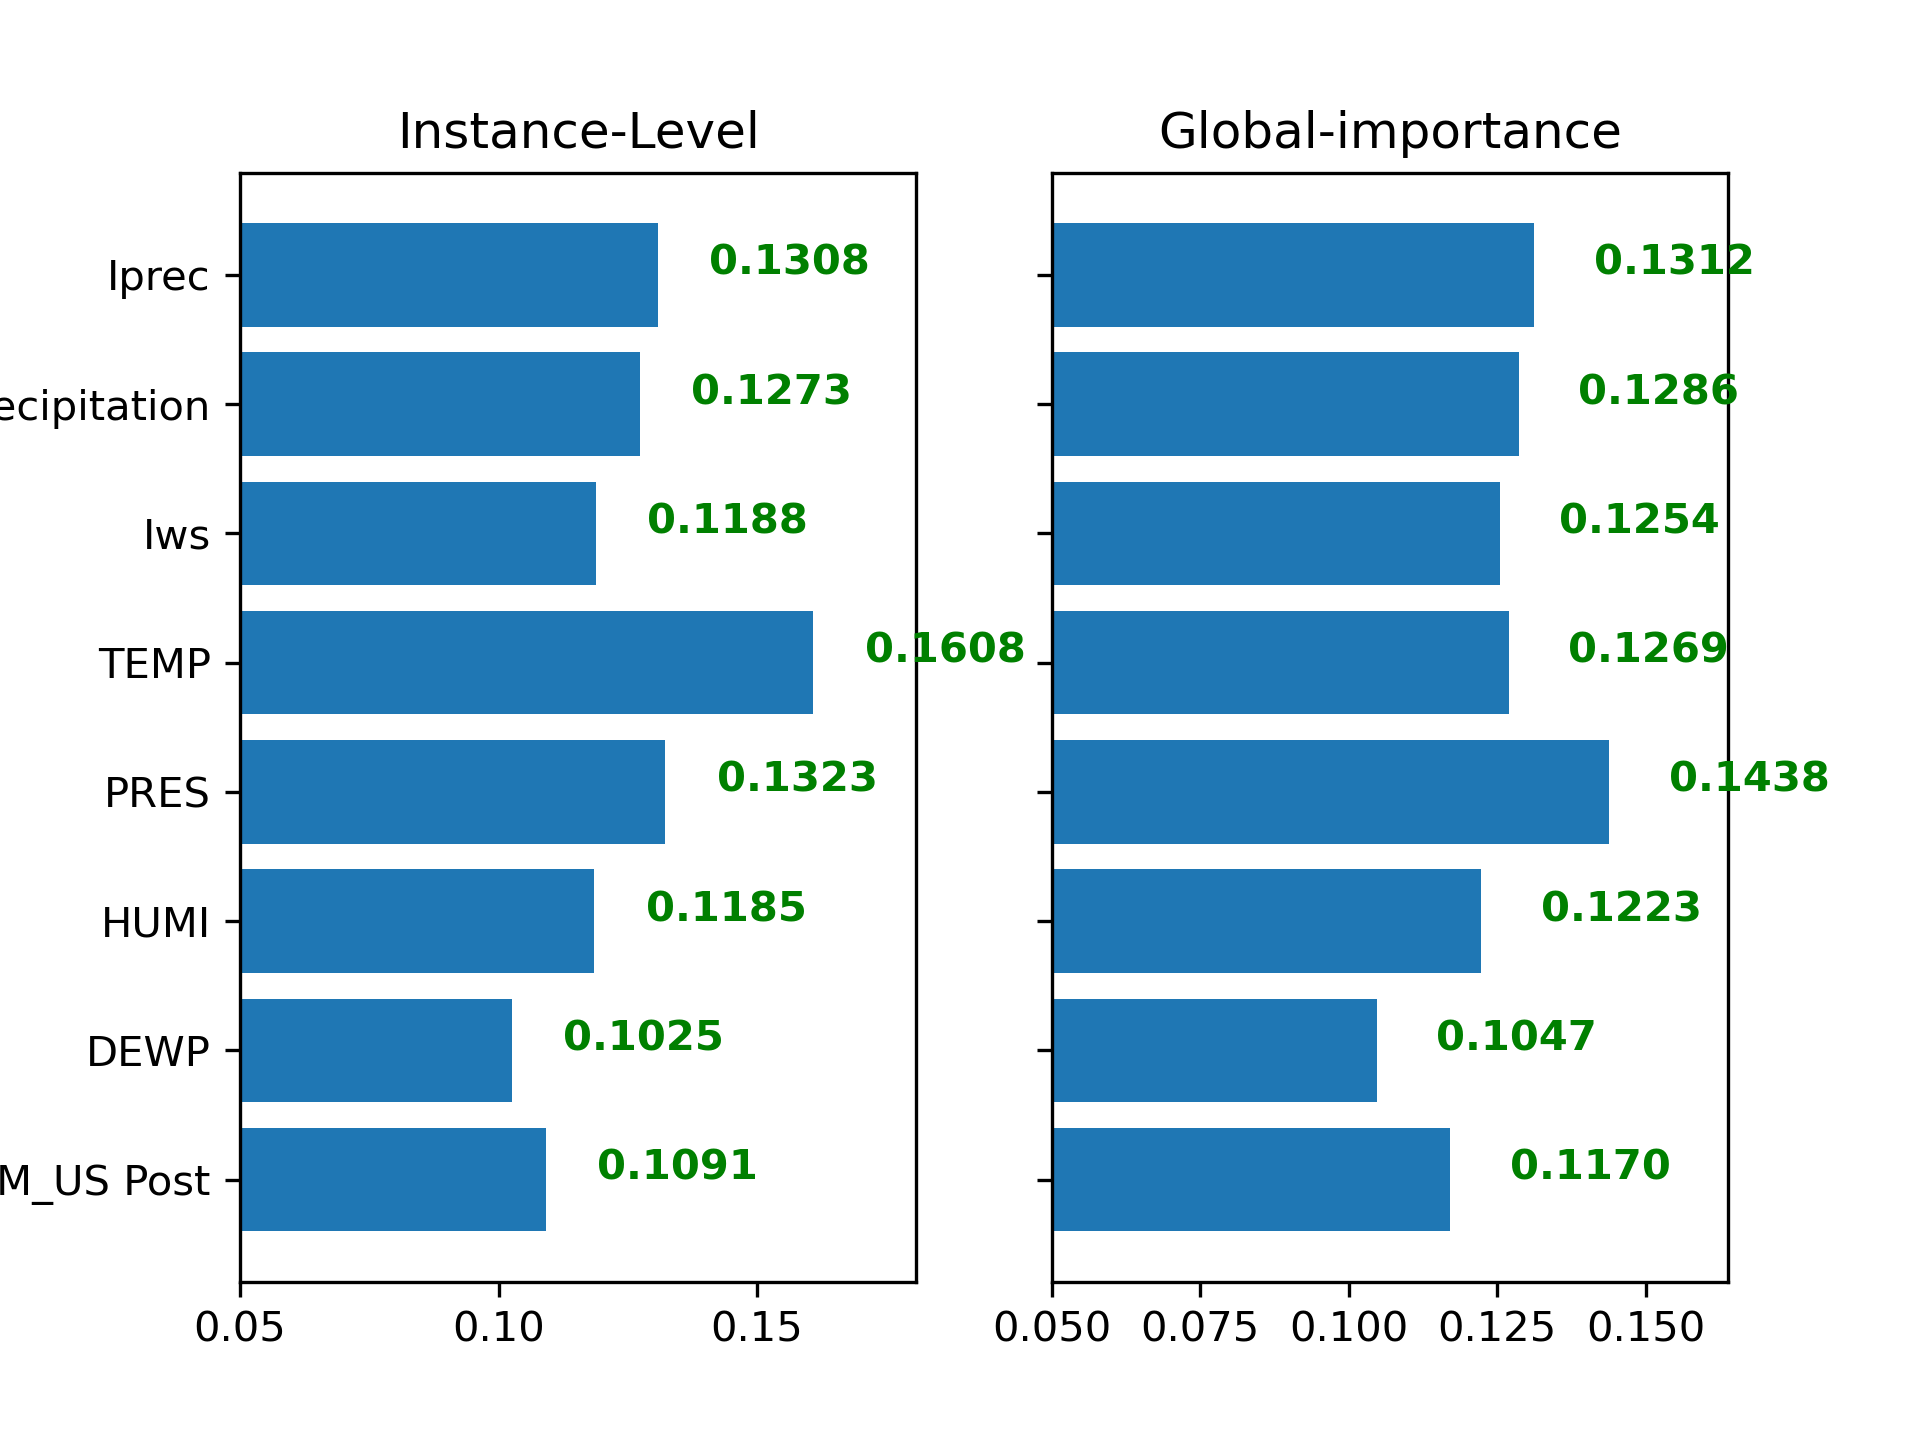 Instance-Level Global-importance
Iprec 0.1308 0.1312
ecipitation 0.1273 0.1286
Iws 0.1188 0.1254
TEMP 0.1608 0.1269
PRES 0.1323 0.1438
HUMI 0.1185 0.1223
DEWP 0.1025 0.1047
M_US Post 0.1091 0.1170
0.05 0.10 0.15 0.050 0.075 0.100 0.125 0.150